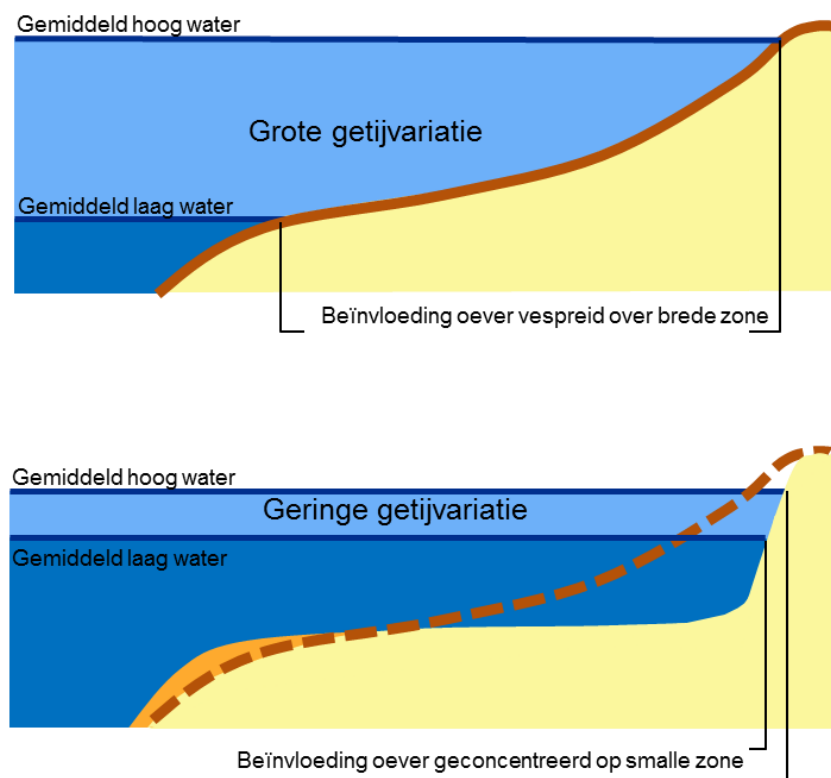 Gemiddeld hoog water
Grote getijvariatie
Gemiddeld laag water
Beïnvloeding oever vespreid over brede zone
Gemiddeld hoog water
Geringe getijvariatie
Gemiddeld laag water
Beïnvloeding oever geconcentreerd op smalle zone